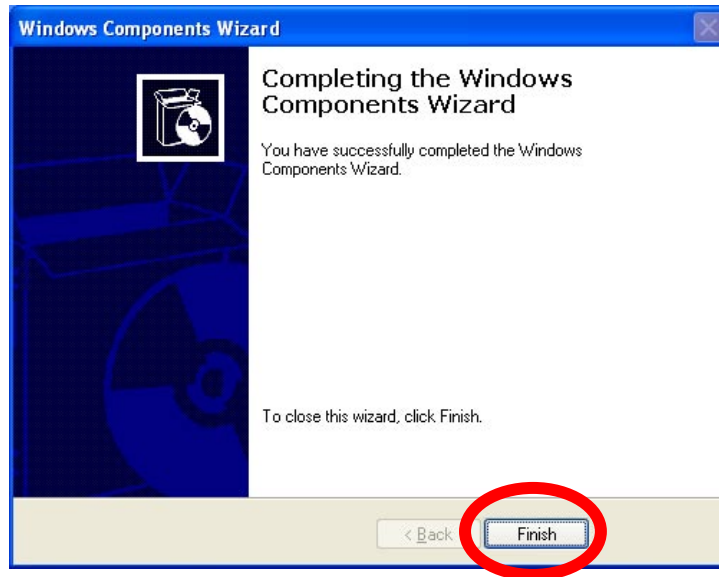 Windows Components Wizard
Completing the Windows
Components Wizard
You have successfully completed the Windows
Components Wizard.
To close this wizard, click Finish.
< Back Finish